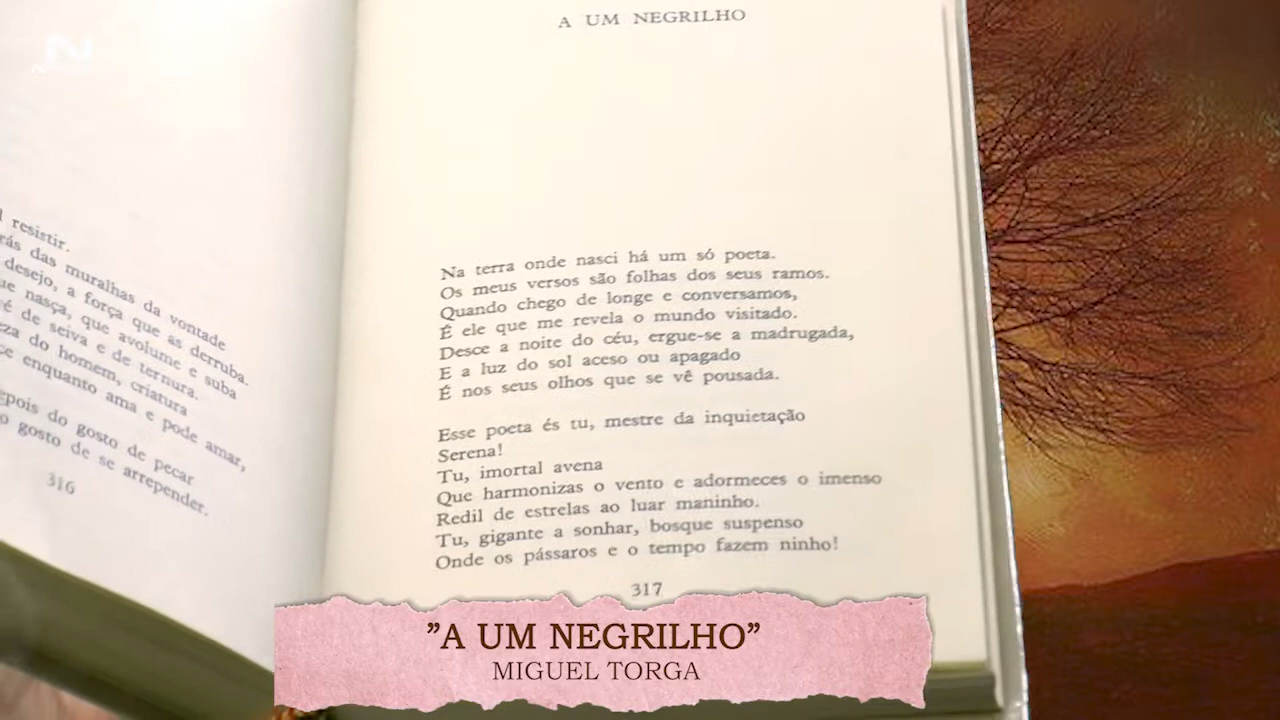 resistir.
das muralhas da vontade
desejo, a força que as derruba.
nasça, que avolume e suba
é de seiva e de ternura.
do homem, criatura
enquanto ama e pode amar,
do gosto de pecar
gosto de se arrepender.
316
A UM NEGRILHO
Na terra onde nasci há um só poeta.
Os meus versos são folhas dos seus ramos.
Quando chego de longe e conversamos,
É ele que me revela o mundo visitado.
Desce a noite do céu, ergue-se a madrugada,
E a luz do sol aceso ou apagado
É nos seus olhos que se vê pousada.
Esse poeta és tu, mestre da inquietação
Serena!
Tu, imortal avena
Que harmonizas o vento e adormeces o imenso
Redil de estrelas ao luar maninho.
Tu, gigante a sonhar, bosque suspenso
Onde os pássaros e o tempo fazem ninho!
317
”A UM NEGRILHO”
MIGUEL TORGA